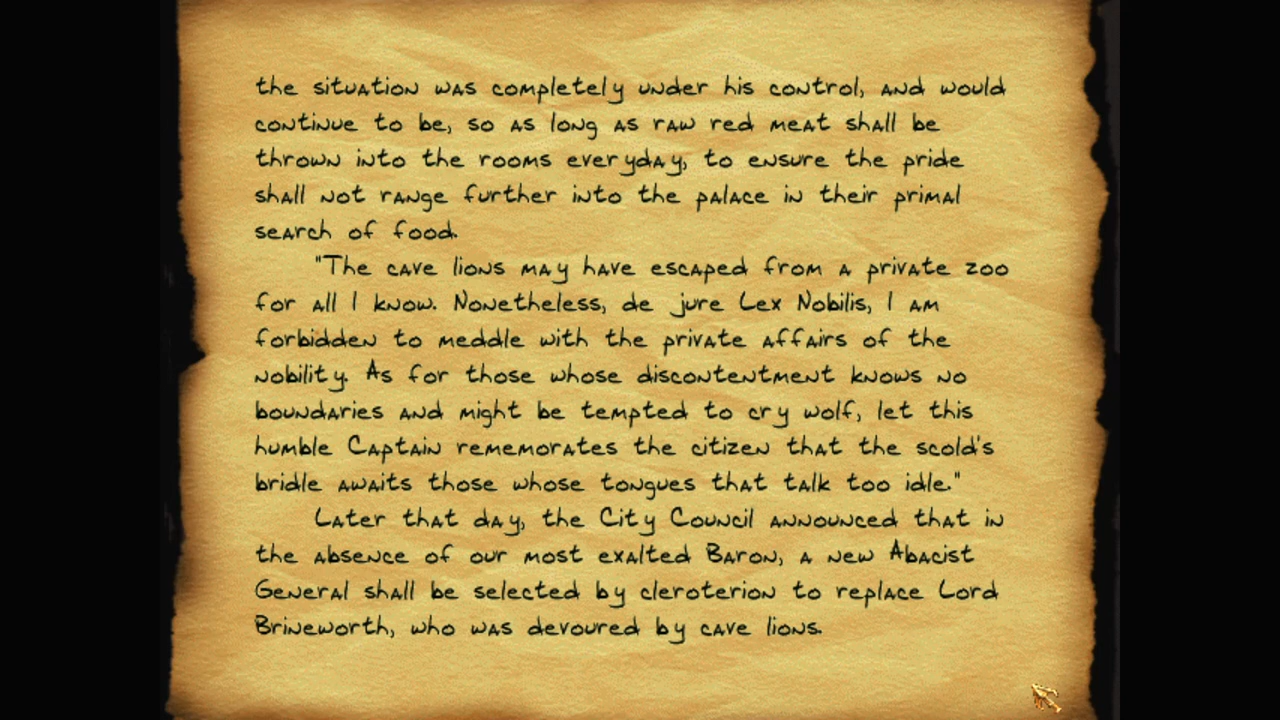 the situation was completely under his control, and would
continue to be, so as long as raw red meat shall be
thrown into the rooms everyday, to ensure the pride
shall not range further into the palace in their primal
search of food.
"The cave lions may have escaped from a private zoo
for all I know. Nonetheless, de jure Lex Nobilis, I am
forbidden to meddle with the private affairs of the
nobility. As for those whose discontentment knows no
boundaries and might be tempted to cry wolf, let this
humble Captain rememorates the citizen that the scold's
bridle awaits those whose tongues that talk too idle."
Later that day, the City Council announced that in
the absence of our most exalted Baron, a new Abacist
General shall be selected by cleroterion to replace Lord
Brineworth, who was devoured by cave lions.